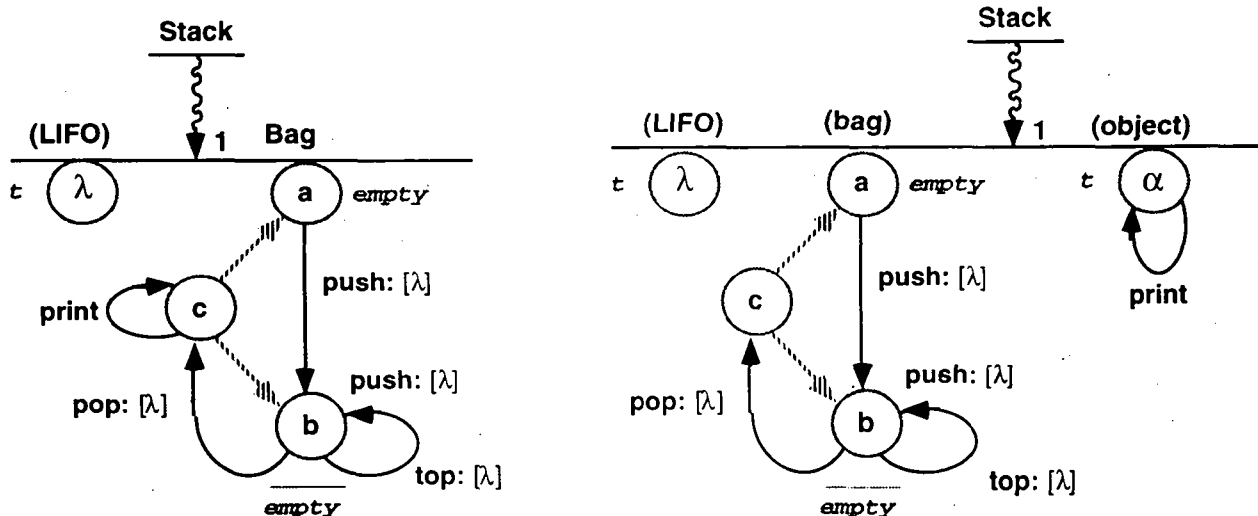 Stack
(LIFO)
1
Bag
t
λ
a
empty
push: [λ]
print
c
push: [λ]
pop: [λ]
b
top: [λ]
empty
Stack
(LIFO)
(bag)
1
(object)
t
λ
a
empty
t
α
push: [λ]
c
print
push: [λ]
pop: [λ]
b
top: [λ]
empty